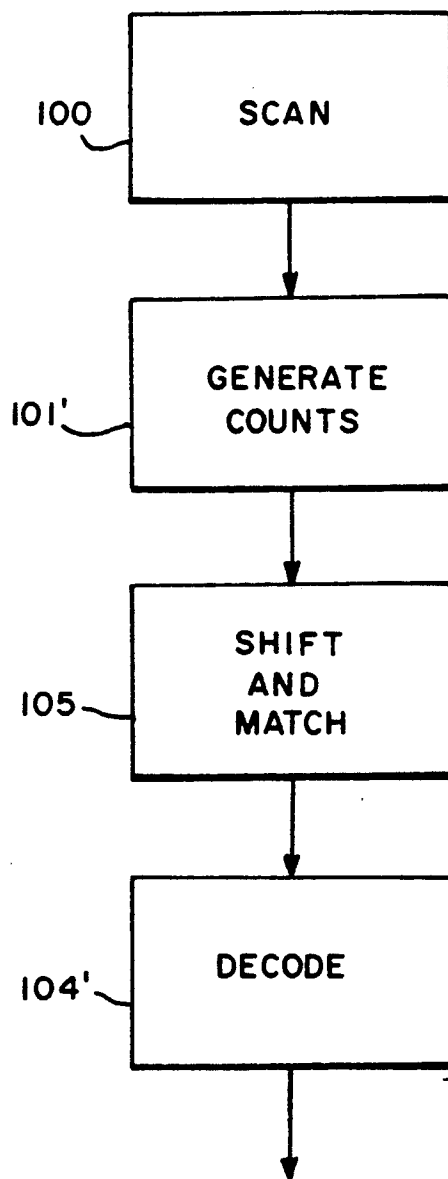 100
SCAN
101'
GENERATE
COUNTS
105
SHIFT
AND
MATCH
104'
DECODE